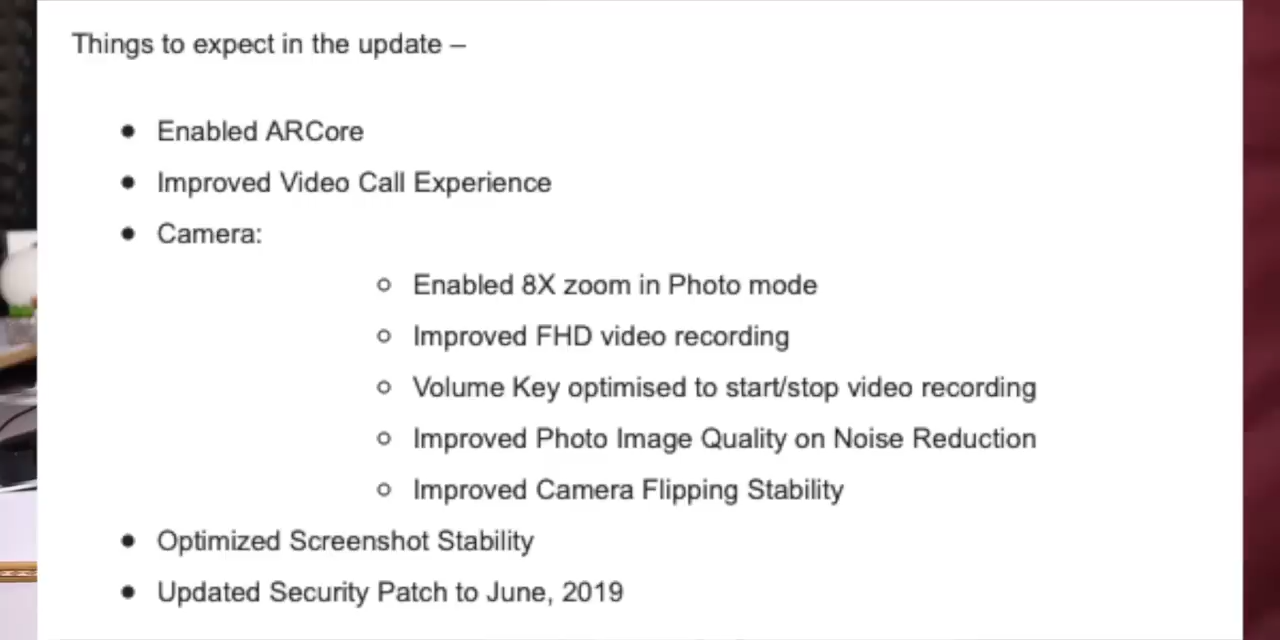 Things to expect in the update –
● Enabled ARCore
● Improved Video Call Experience
● Camera:
○ Enabled 8X zoom in Photo mode
○ Improved FHD video recording
○ Volume Key optimised to start/stop video recording
○ Improved Photo Image Quality on Noise Reduction
○ Improved Camera Flipping Stability
● Optimized Screenshot Stability
● Updated Security Patch to June, 2019